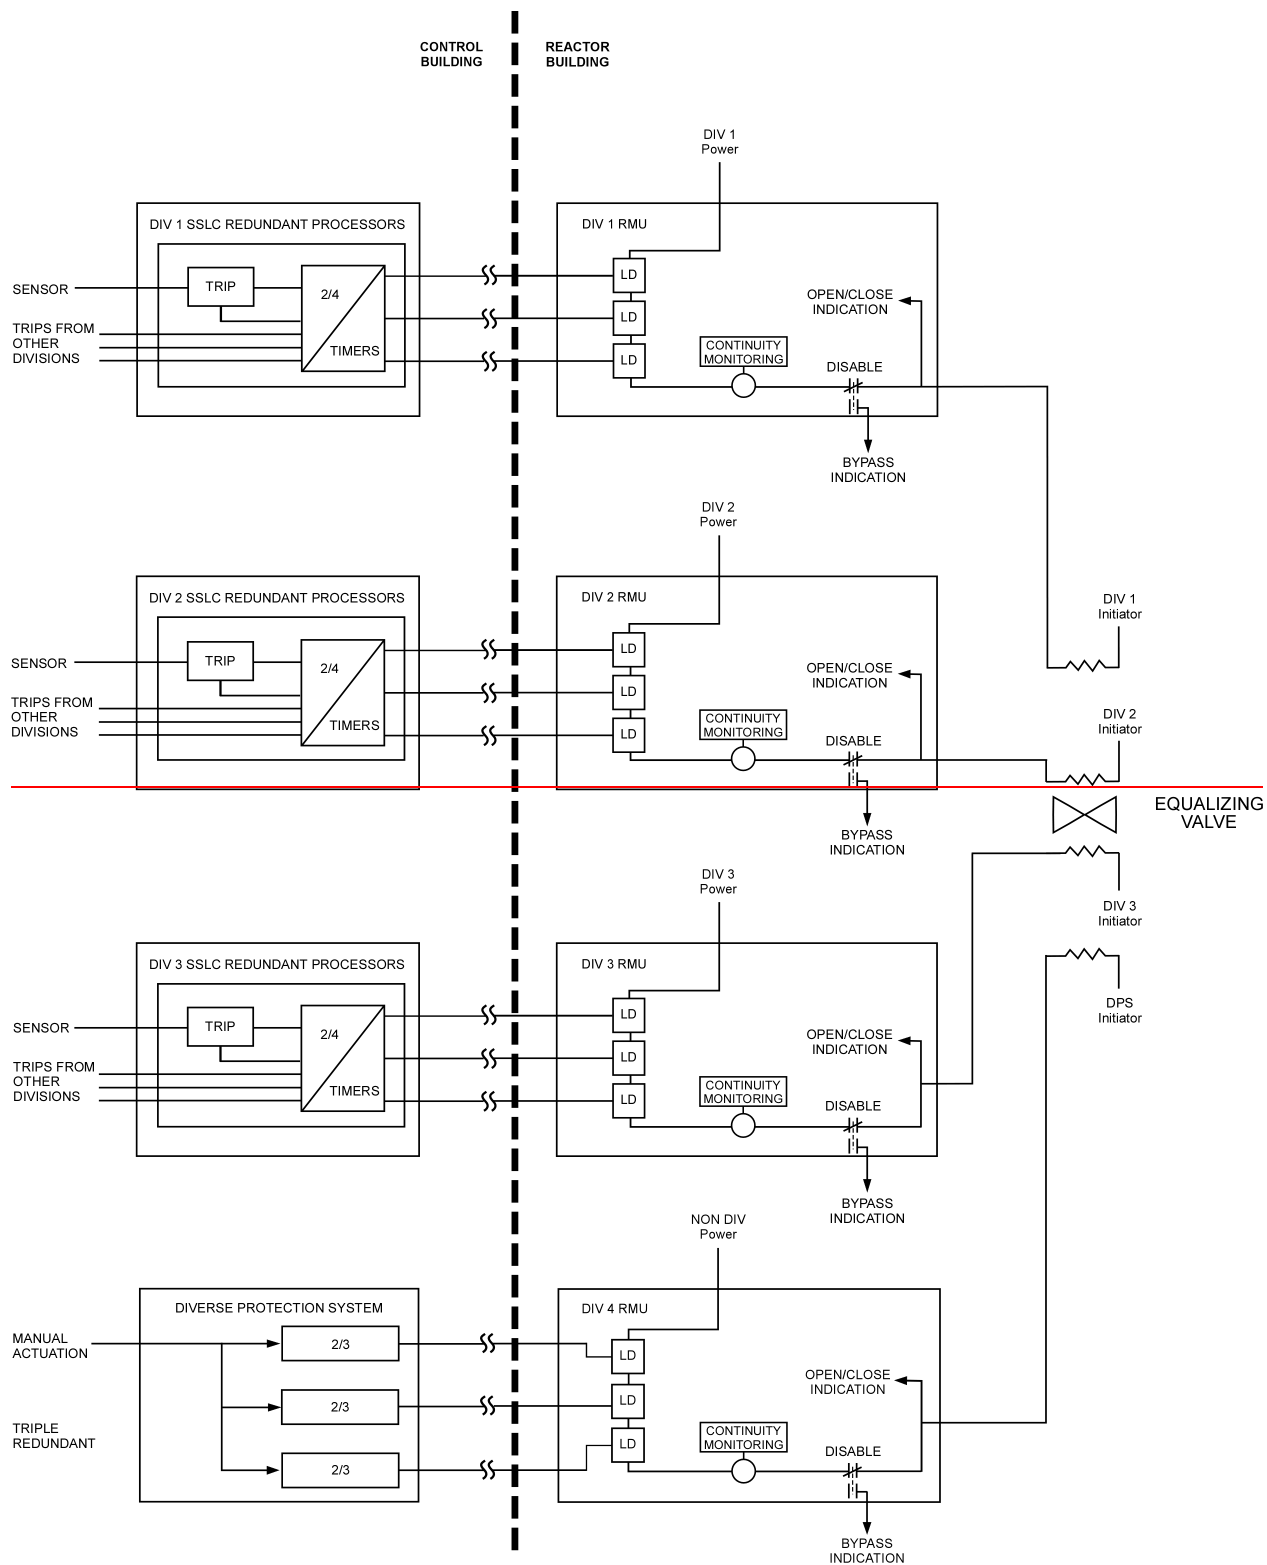 CONTROL
BUILDING
REACTOR
BUILDING
DIV 1
Power
DIV 1 SSLC REDUNDANT PROCESSORS
DIV 1 RMU
SENSOR
TRIP
2/4
TIMERS
TRIPS FROM
OTHER
DIVISIONS
LD
LD
LD
OPEN/CLOSE
INDICATION
CONTINUITY
MONITORING
DISABLE
BYPASS
INDICATION
DIV 2
Power
DIV 2 SSLC REDUNDANT PROCESSORS
DIV 2 RMU
SENSOR
TRIP
2/4
TIMERS
TRIPS FROM
OTHER
DIVISIONS
LD
LD
LD
OPEN/CLOSE
INDICATION
CONTINUITY
MONITORING
DISABLE
BYPASS
INDICATION
DIV 1
Initiator
DIV 2
Initiator
EQUALIZING
VALVE
DIV 3
Initiator
DPS
Initiator
DIV 3
Power
DIV 3 SSLC REDUNDANT PROCESSORS
DIV 3 RMU
SENSOR
TRIP
2/4
TIMERS
TRIPS FROM
OTHER
DIVISIONS
LD
LD
LD
OPEN/CLOSE
INDICATION
CONTINUITY
MONITORING
DISABLE
BYPASS
INDICATION
NON DIV
Power
DIVERSE PROTECTION SYSTEM
DIV 4 RMU
MANUAL
ACTUATION
2/3
2/3
2/3
TRIPLE
REDUNDANT
LD
LD
LD
OPEN/CLOSE
INDICATION
CONTINUITY
MONITORING
DISABLE
BYPASS
INDICATION